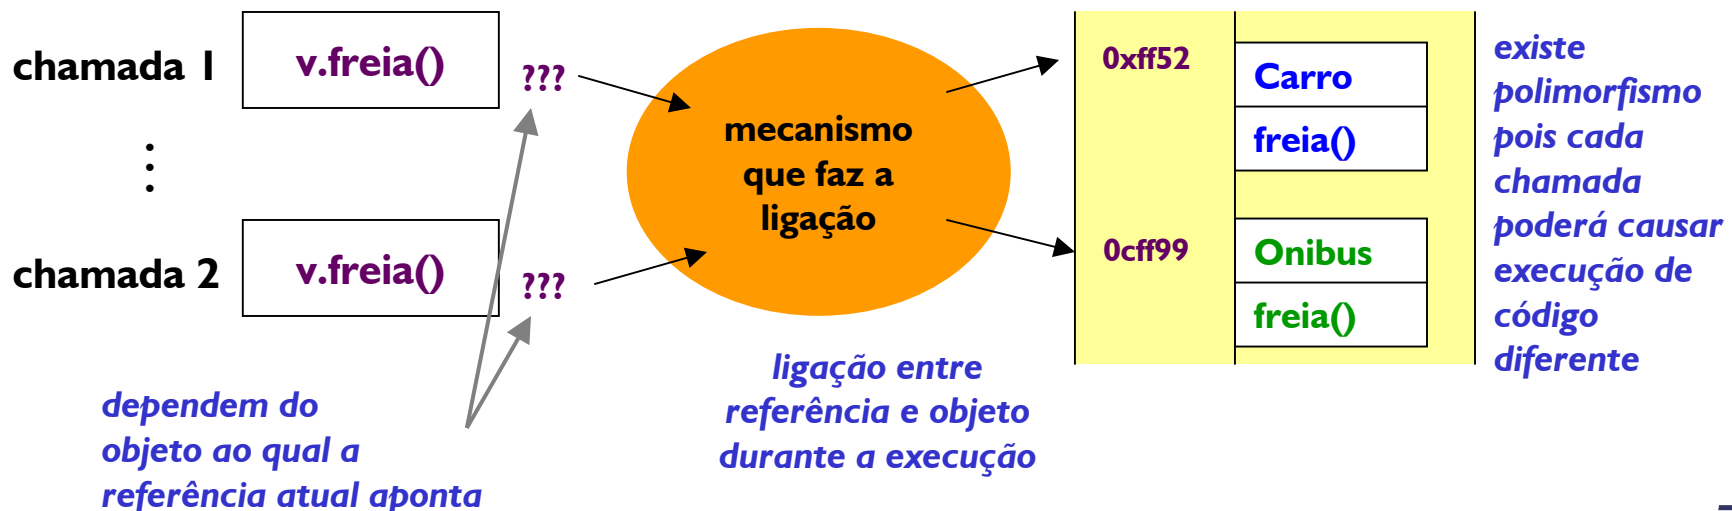 chamada 1
v.freia()
???
⋮
chamada 2
v.freia()
???
dependem do
objeto ao qual a
referência atual aponta
mecanismo
que faz a
ligação
ligação entre
referência e objeto
durante a execução
0xff52
Carro
freia()
0cff99
Onibus
freia()
existe
polimorfismo
pois cada
chamada
poderá causar
execução de
código
diferente